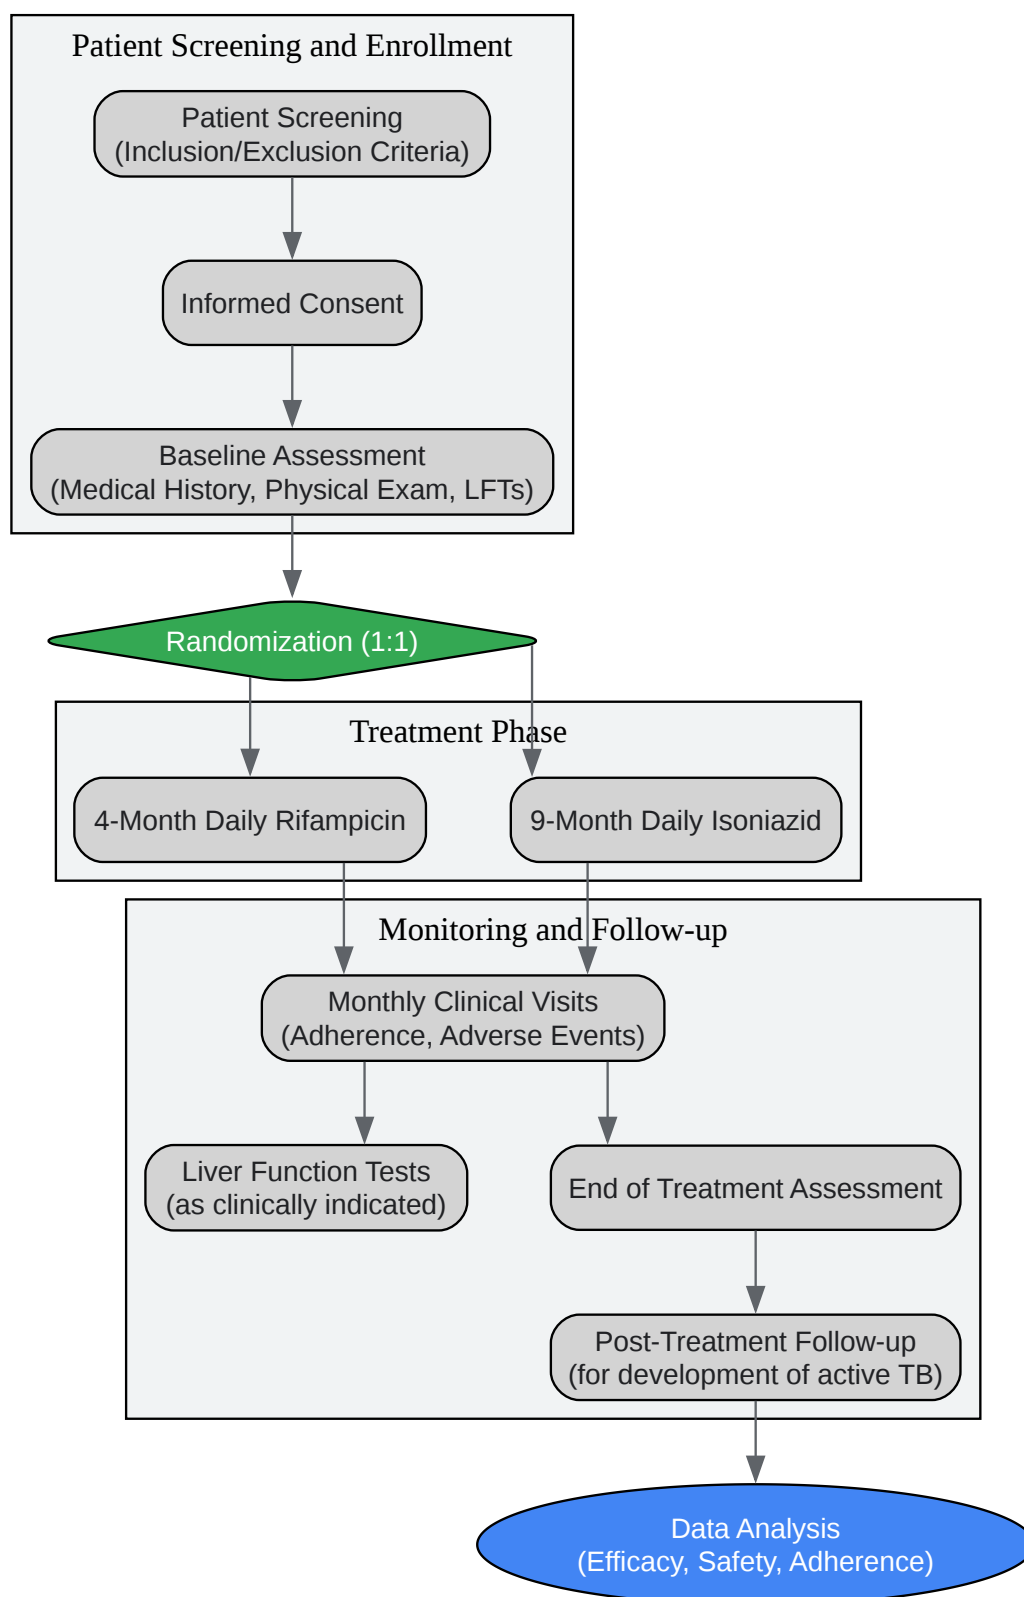 Patient Screening and Enrollment
Patient Screening
(Inclusion/Exclusion Criteria)
Informed Consent
Baseline Assessment
(Medical History, Physical Exam, LFTs)
Randomization (1:1)
Treatment Phase
4-Month Daily Rifampicin
9-Month Daily Isoniazid
Monitoring and Follow-up
Monthly Clinical Visits
(Adherence, Adverse Events)
Liver Function Tests
(as clinically indicated)
End of Treatment Assessment
Post-Treatment Follow-up
(for development of active TB)
Data Analysis
(Efficacy, Safety, Adherence)